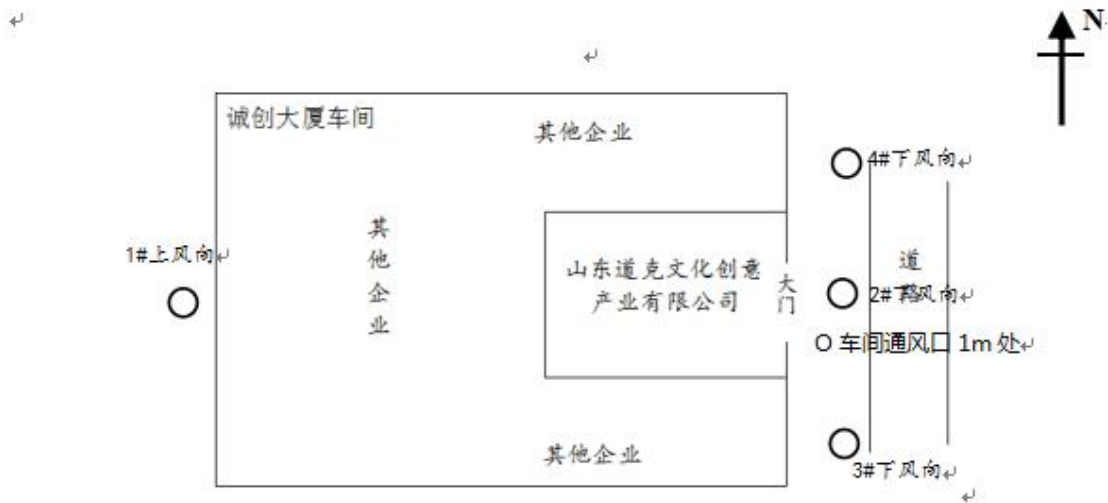 N
诚创大厦车间
其他企业
4#下风向
1#上风向
其他企业
山东道克文化创意
产业有限公司
大门
道路
2#下风向
O 车间通风口 1m 处
其他企业
3#下风向